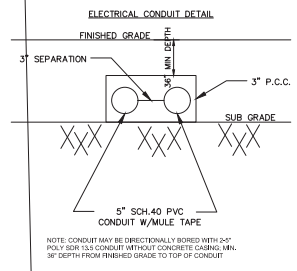 ELECTRICAL CONDUIT DETAIL
FINISHED GRADE
3" SEPARATION
36" MIN DEPTH
3" P.C.C.
SUB GRADE
5" SCH.40 PVC
CONDUIT W/MULE TAPE
NOTE: CONDUIT MAY BE DIRECTIONALLY BORED WITH 2-5"
POLY SDR 13.5 CONDUIT WITHOUT CONCRETE CASING; MIN.
36" DEPTH FROM FINISHED GRADE TO TOP OF CONDUIT